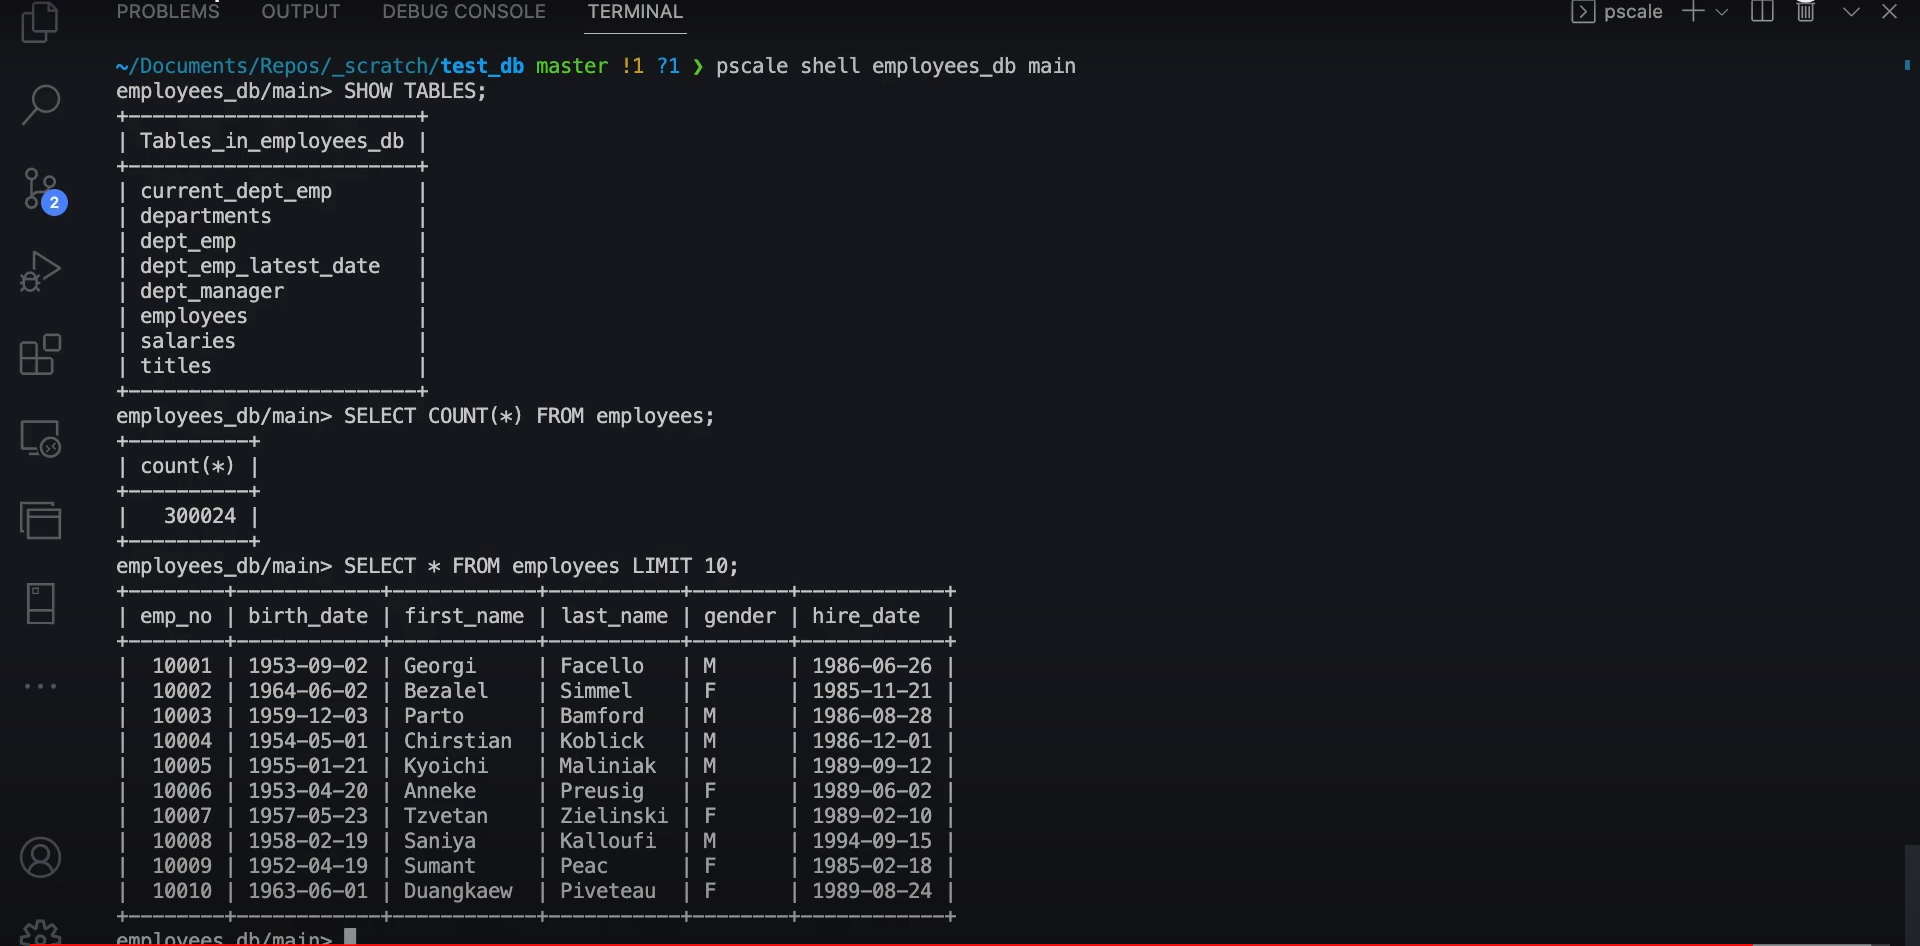 PROBLEMS OUTPUT DEBUG CONSOLE TERMINAL pscale
~/Documents/Repos/_scratch/test_db master !1 ?1 ❯ pscale shell employees_db main
employees_db/main> SHOW TABLES;
+------------------------+
| Tables_in_employees_db |
+------------------------+
| current_dept_emp       |
| departments            |
| dept_emp               |
| dept_emp_latest_date   |
| dept_manager           |
| employees              |
| salaries               |
| titles                 |
+------------------------+
2
employees_db/main> SELECT COUNT(*) FROM employees;
+----------+
| count(*) |
+----------+
|   300024 |
+----------+
employees_db/main> SELECT * FROM employees LIMIT 10;
+--------+------------+------------+-----------+--------+------------+
| emp_no | birth_date | first_name | last_name | gender | hire_date  |
+--------+------------+------------+-----------+--------+------------+
|  10001 | 1953-09-02 | Georgi     | Facello   | M      | 1986-06-26 |
|  10002 | 1964-06-02 | Bezalel    | Simmel    | F      | 1985-11-21 |
|  10003 | 1959-12-03 | Parto      | Bamford   | M      | 1986-08-28 |
|  10004 | 1954-05-01 | Chirstian  | Koblick   | M      | 1986-12-01 |
|  10005 | 1955-01-21 | Kyoichi    | Maliniak  | M      | 1989-09-12 |
|  10006 | 1953-04-20 | Anneke     | Preusig   | F      | 1989-06-02 |
|  10007 | 1957-05-23 | Tzvetan    | Zielinski | F      | 1989-02-10 |
|  10008 | 1958-02-19 | Saniya     | Kalloufi  | M      | 1994-09-15 |
|  10009 | 1952-04-19 | Sumant     | Peac      | F      | 1985-02-18 |
|  10010 | 1963-06-01 | Duangkaew  | Piveteau  | F      | 1989-08-24 |
+--------+------------+------------+-----------+--------+------------+
employees_db/main>